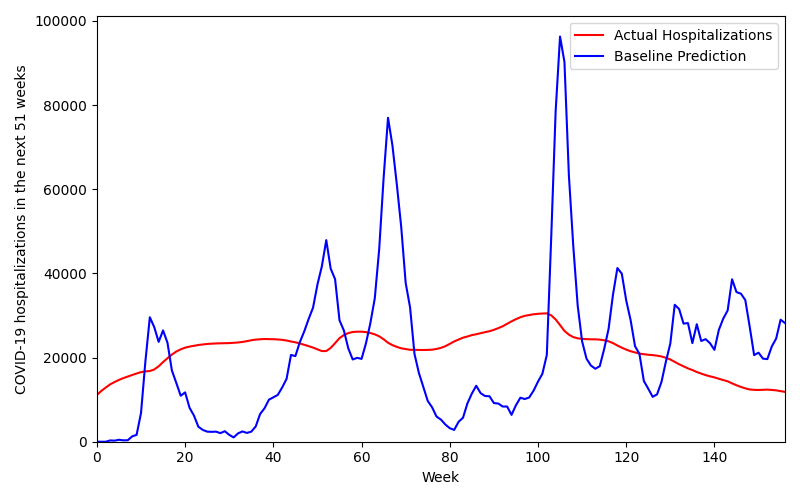 COVID-19 hospitalizations in the next 51 weeks
100000
80000
60000
40000
20000
0
Actual Hospitalizations
Baseline Prediction
0 20 40 60 80 100 120 140
Week